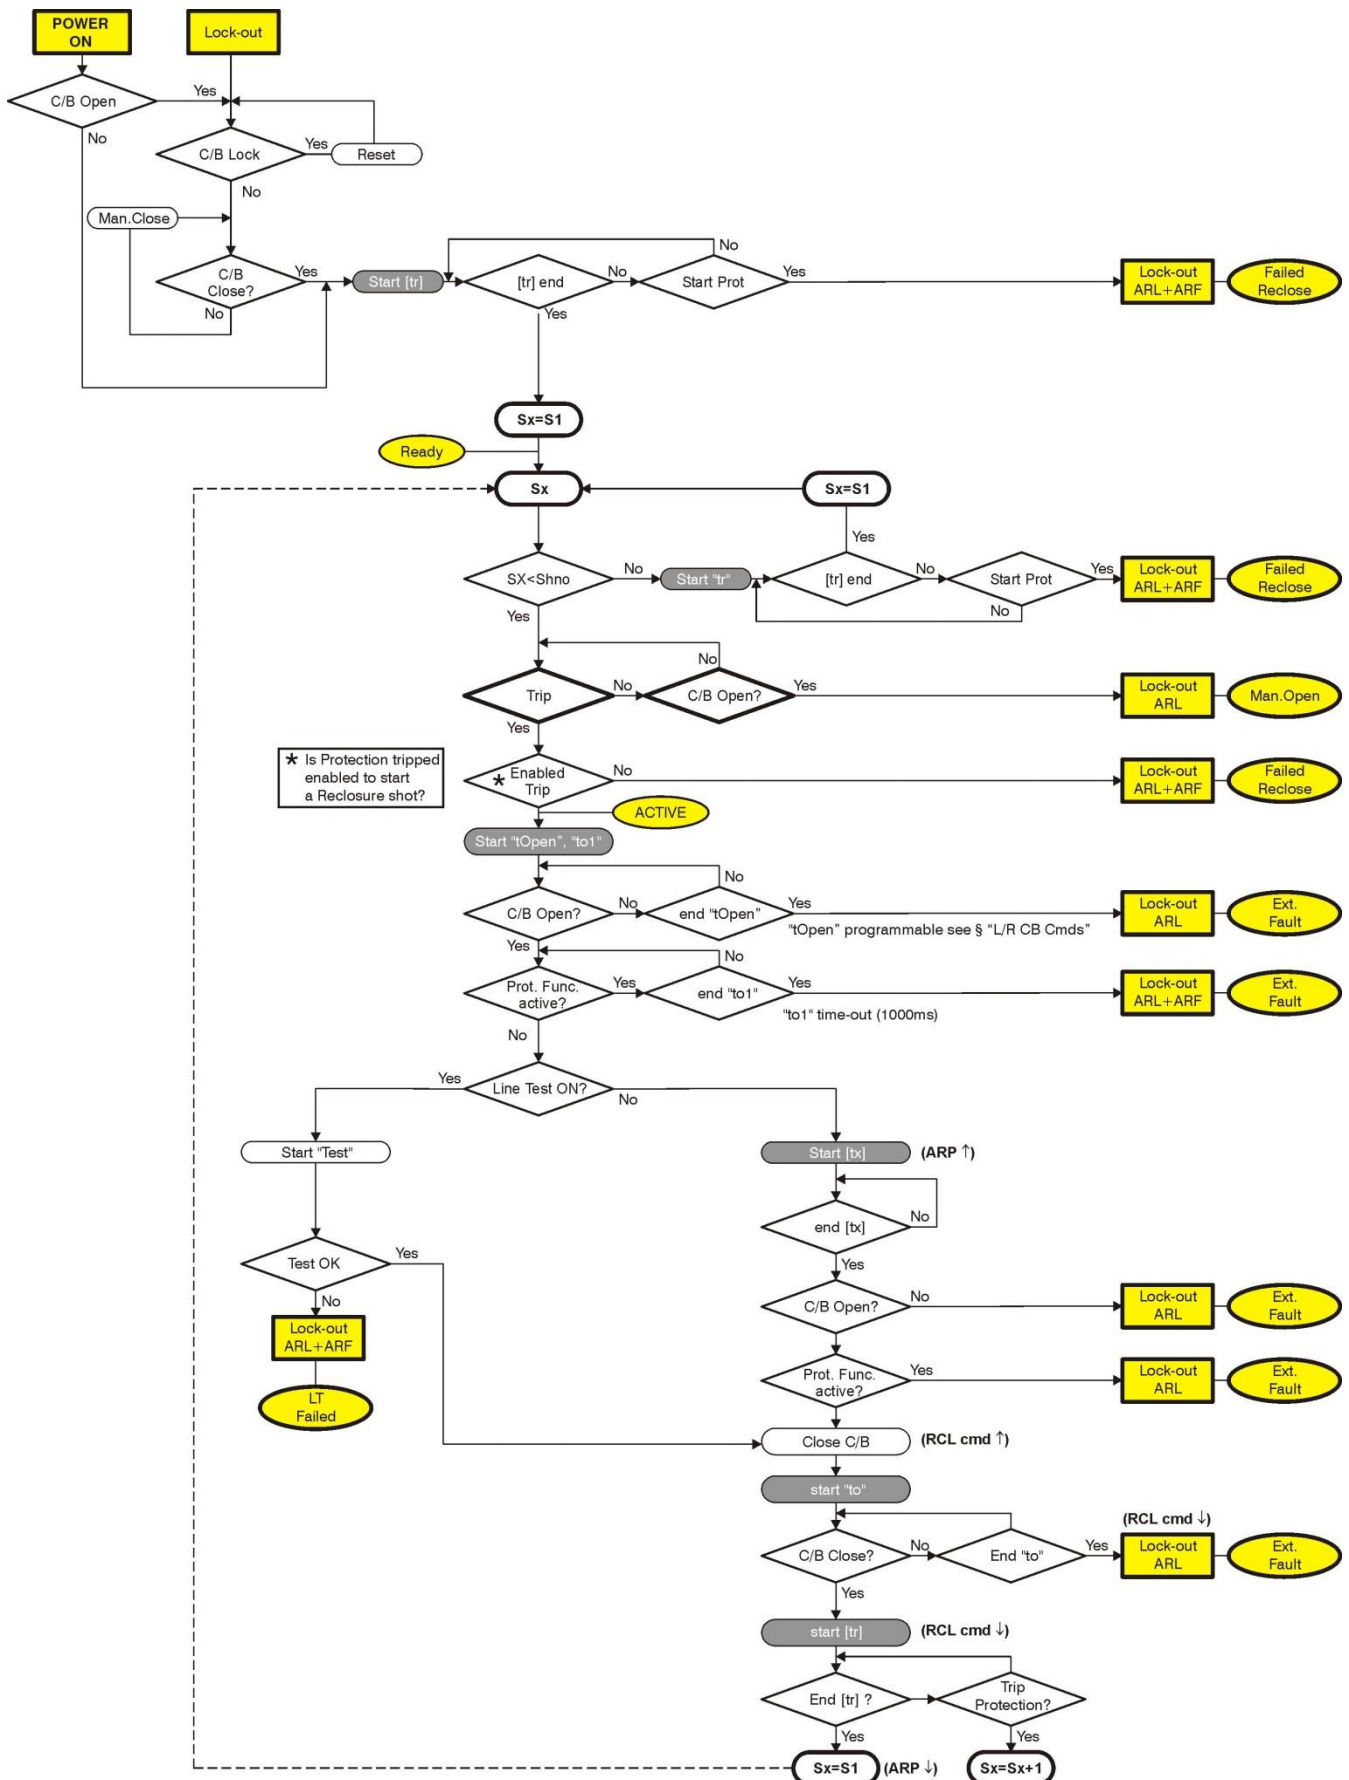 POWER
ON
Lock-out
C/B Open
Yes
No
C/B Lock
Yes
Reset
No
Man.Close
C/B
Close?
Yes
No
Start [tr]
[tr] end
No
Yes
Start Prot
No
Yes
Lock-out
ARL+ARF
Failed
Reclose
Sx=S1
Ready
Sx
Sx=S1
Yes
SX<Shno
No
Yes
Start "tr"
[tr] end
No
Start Prot
Yes
No
Lock-out
ARL+ARF
Failed
Reclose
Trip
No
Yes
No
C/B Open?
Yes
Lock-out
ARL
Man.Open
* Is Protection tripped
enabled to start
a Reclosure shot?
* Enabled
Trip
No
Lock-out
ARL+ARF
Failed
Reclose
ACTIVE
Start "tOpen", "to1"
C/B Open?
No
Yes
No
end "tOpen"
Yes
"tOpen" programmable see § "L/R CB Cmds"
Lock-out
ARL
Ext.
Fault
Prot. Func.
active?
Yes
No
No
end "to1"
Yes
"to1" time-out (1000ms)
Lock-out
ARL+ARF
Ext.
Fault
Line Test ON?
Yes
No
Start "Test"
Start [tx]
(ARP ↑)
end [tx]
No
Yes
Test OK
Yes
No
Lock-out
ARL+ARF
LT
Failed
C/B Open?
No
Lock-out
ARL
Ext.
Fault
Prot. Func.
active?
Yes
Lock-out
ARL
Ext.
Fault
Close C/B
(RCL cmd ↑)
start "to"
C/B Close?
No
Yes
End "to"
Yes
(RCL cmd ↓)
Lock-out
ARL
Ext.
Fault
start [tr]
(RCL cmd ↓)
End [tr] ?
Yes
Trip
Protection?
Yes
Sx=S1
(ARP ↓)
Sx=Sx+1